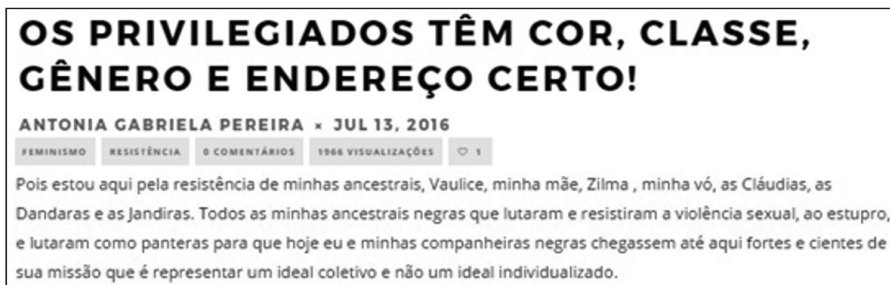 OS PRIVILEGIADOS TÊM COR, CLASSE,
GÊNERO E ENDEREÇO CERTO!
ANTONIA GABRIELA PEREIRA × JUL 13, 2016
FEMINISMO RESISTÊNCIA 0 COMENTÁRIOS 1966 VISUALIZAÇÕES ♡ 1
Pois estou aqui pela resistência de minhas ancestrais, Vaulice, minha mãe, Zilma , minha vó, as Cláudias, as
Dandaras e as Jandiras. Todos as minhas ancestrais negras que lutaram e resistiram a violência sexual, ao estupro,
e lutaram como panteras para que hoje eu e minhas companheiras negras chegassem até aqui fortes e cientes de
sua missão que é representar um ideal coletivo e não um ideal individualizado.